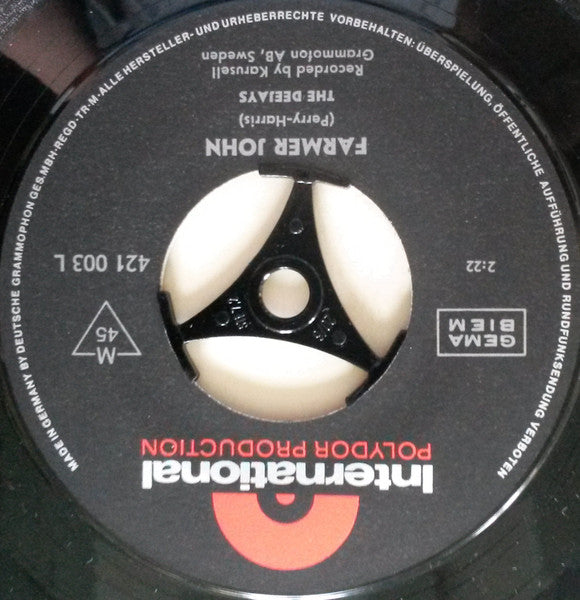 International
POLYDOR PRODUCTION
GEMA
BIEM
M
45
2:22
421 003 L
FARMER JOHN
(Perry-Harris)
THE DEEJAYS
Recorded by Karusell
Grammofon AB, Sweden
MADE IN GERMANY BY DEUTSCHE GRAMMOPHON GES.MBH·REGD·TR·M·ALLE HERSTELLER- UND URHEBERRECHTE VORBEHALTEN: ÜBERSPIELUNG, ÖFFENTLICHE AUFFÜHRUNG UND RUNDFUNKSENDUNG VERBOTEN